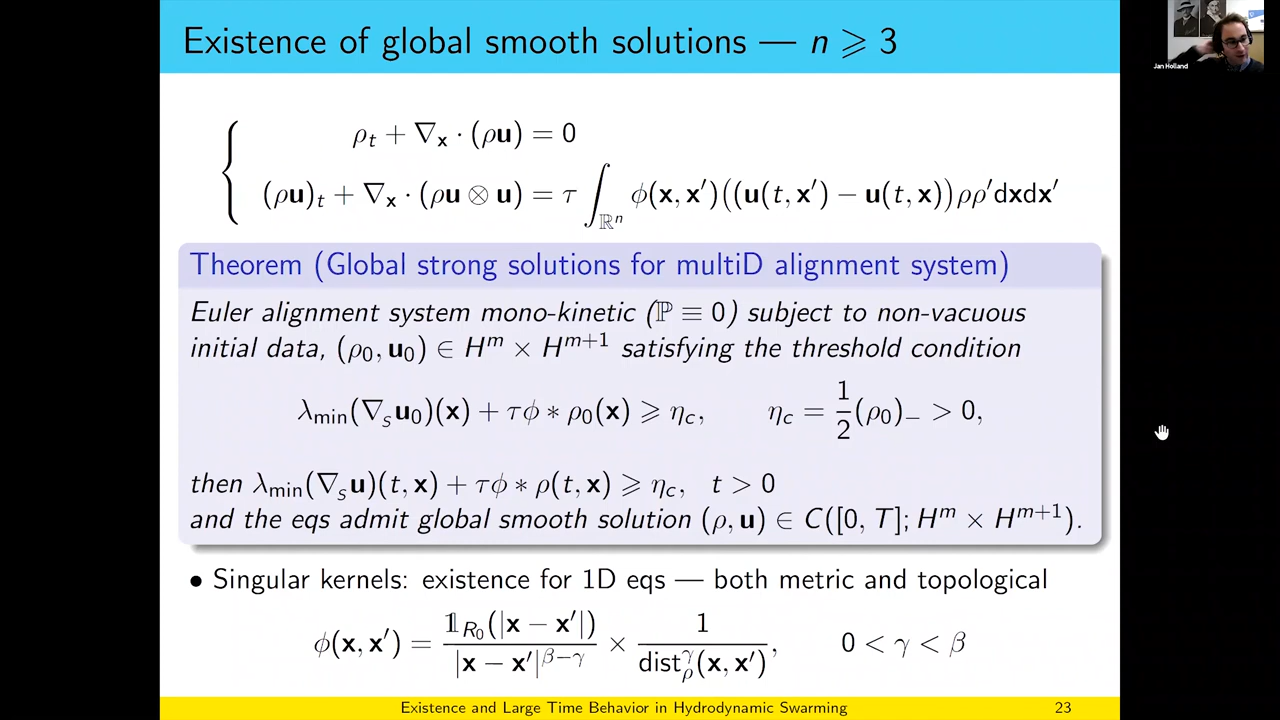 Existence of global smooth solutions — n ⩾ 3
Jan Holland
ρ_t + ∇_x · (ρu) = 0
(ρu)_t + ∇_x · (ρu ⊗ u) = τ ∫_{ℝ^n} ϕ(x, x′)((u(t, x′) − u(t, x))ρρ′dxdx′
Theorem (Global strong solutions for multiD alignment system)
Euler alignment system mono-kinetic (ℙ ≡ 0) subject to non-vacuous
initial data, (ρ_0, u_0) ∈ H^m × H^{m+1} satisfying the threshold condition
λ_min(∇_s u_0)(x) + τϕ ∗ ρ_0(x) ⩾ η_c, η_c = 1/2 (ρ_0)_− > 0,
then λ_min(∇_s u)(t, x) + τϕ ∗ ρ(t, x) ⩾ η_c, t > 0
and the eqs admit global smooth solution (ρ, u) ∈ C([0, T]; H^m × H^{m+1}).
• Singular kernels: existence for 1D eqs — both metric and topological
ϕ(x, x′) = 𝟙_{R_0}(|x − x′|) / |x − x′|^{β−γ} × 1 / dist_ρ^γ(x, x′), 0 < γ < β
Existence and Large Time Behavior in Hydrodynamic Swarming 23